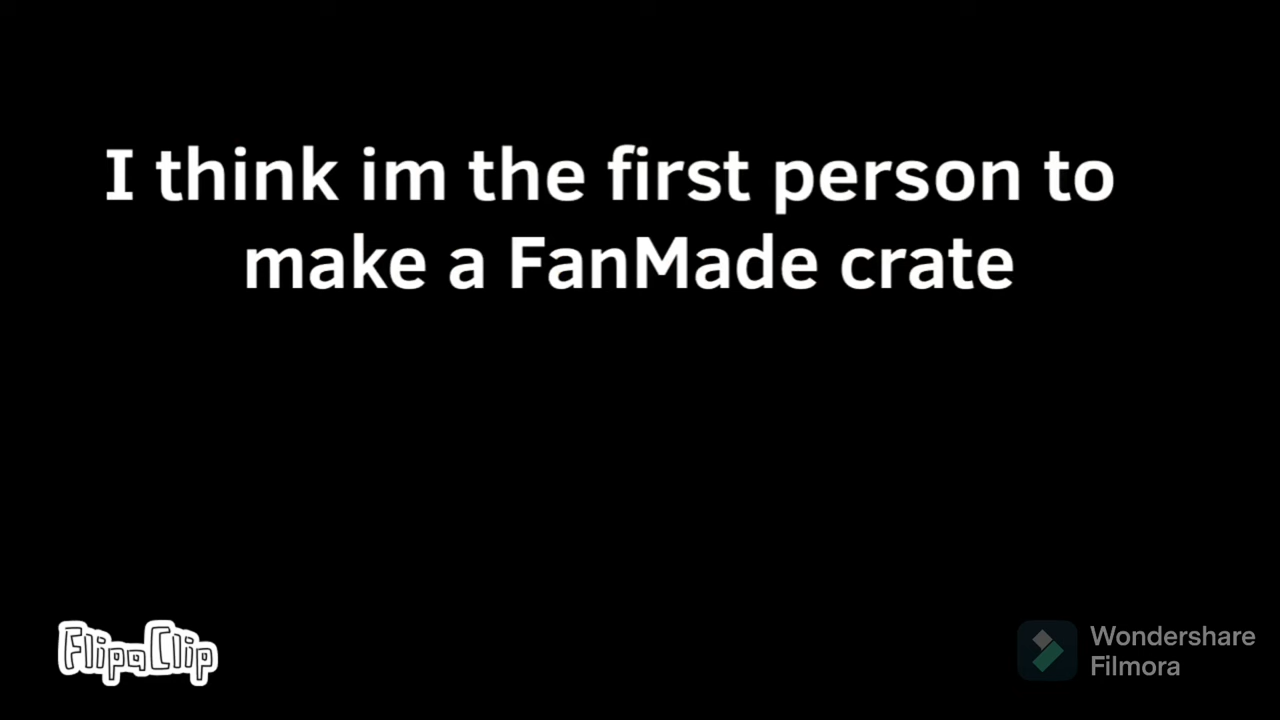 I think im the first person to
make a FanMade crate
FlipaClip
Wondershare
Filmora